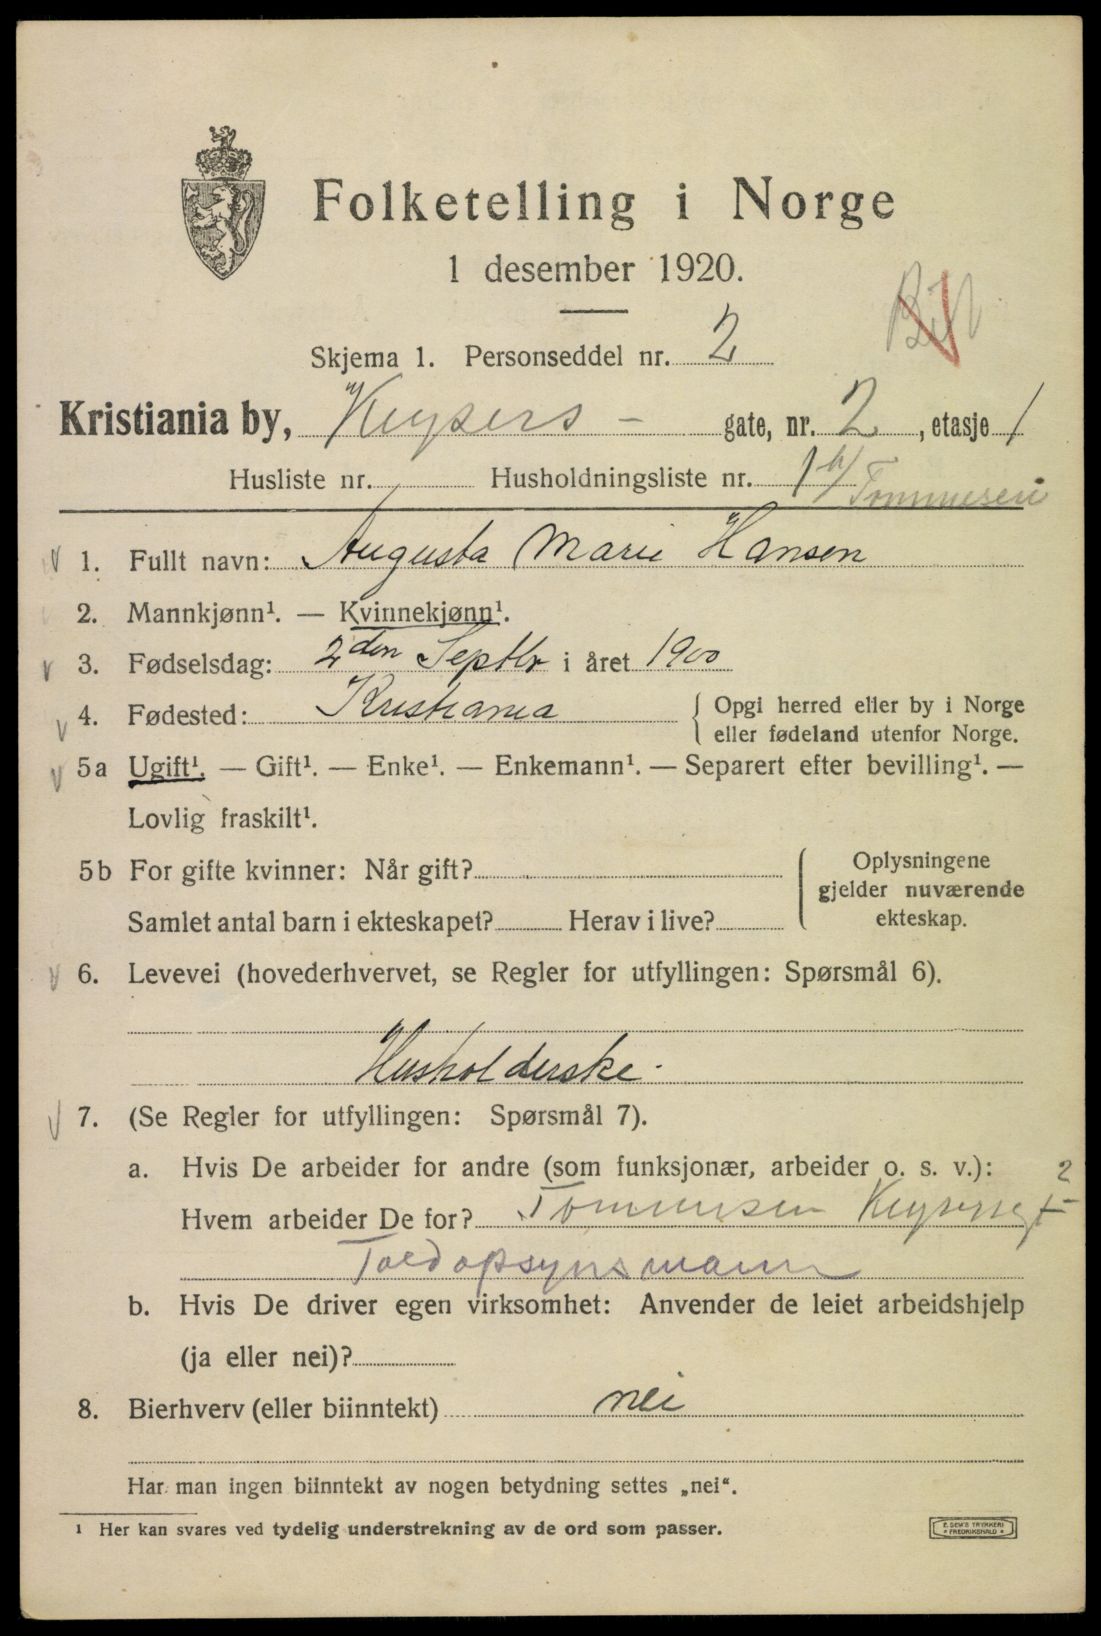 Folketelling i Norge
1 desember 1920.
Skjema 1. Personseddel nr. 2
Kristiania by, Keysers – gate, nr. 2, etasje 1
Husliste nr. Husholdningsliste nr. 1 h/ Tommesen
1. Fullt navn: Augusta Marie Hansen
2. Mannkjønn¹. — Kvinnekjønn¹.
3. Fødselsdag: 2den Septbr i året 1900
4. Fødested: Kristiania { Opgi herred eller by i Norge
eller fødeland utenfor Norge.
5a Ugift¹. — Gift¹. — Enke¹. — Enkemann¹. — Separert efter bevilling¹. —
Lovlig fraskilt¹.
5b For gifte kvinner: Når gift? { Oplysningene
gjelder nuværende
Samlet antal barn i ekteskapet? Herav i live? ekteskap.
6. Levevei (hovederhvervet, se Regler for utfyllingen: Spørsmål 6).
Husholderske.
7. (Se Regler for utfyllingen: Spørsmål 7).
a. Hvis De arbeider for andre (som funksjonær, arbeider o. s. v.):
Hvem arbeider De for? Tommesen Keysersgt 2
Toldopsynsmann
b. Hvis De driver egen virksomhet: Anvender de leiet arbeidshjelp
(ja eller nei)?
8. Bierhverv (eller biinntekt) nei
Har man ingen biinntekt av nogen betydning settes „nei“.
¹ Her kan svares ved tydelig understrekning av de ord som passer.
E. SEM'S TRYKKERI
* FREDRIKSHALD *